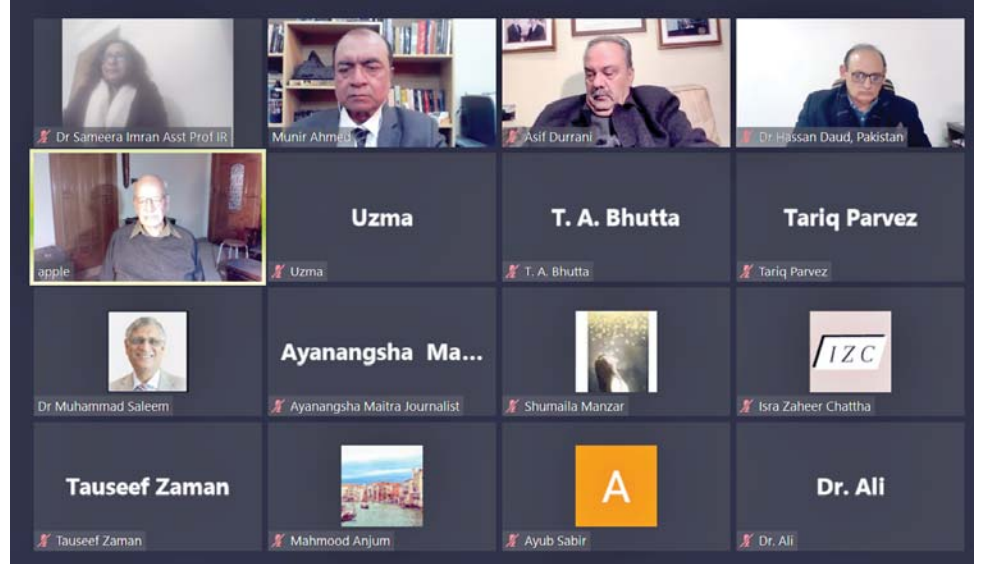 Dr Sameera Imran Asst Prof IR
Munir Ahmed
Asif Durrani
Dr Hassan Daud, Pakistan
apple
Uzma
Uzma
T. A. Bhutta
T. A. Bhutta
Tariq Parvez
Tariq Parvez
Dr Muhammad Saleem
Ayanangsha Ma...
Ayanangsha Maitra Journalist
Shumaila Manzar
IZC
Isra Zaheer Chattha
Tauseef Zaman
Tauseef Zaman
Mahmood Anjum
A
Ayub Sabir
Dr. Ali
Dr. Ali